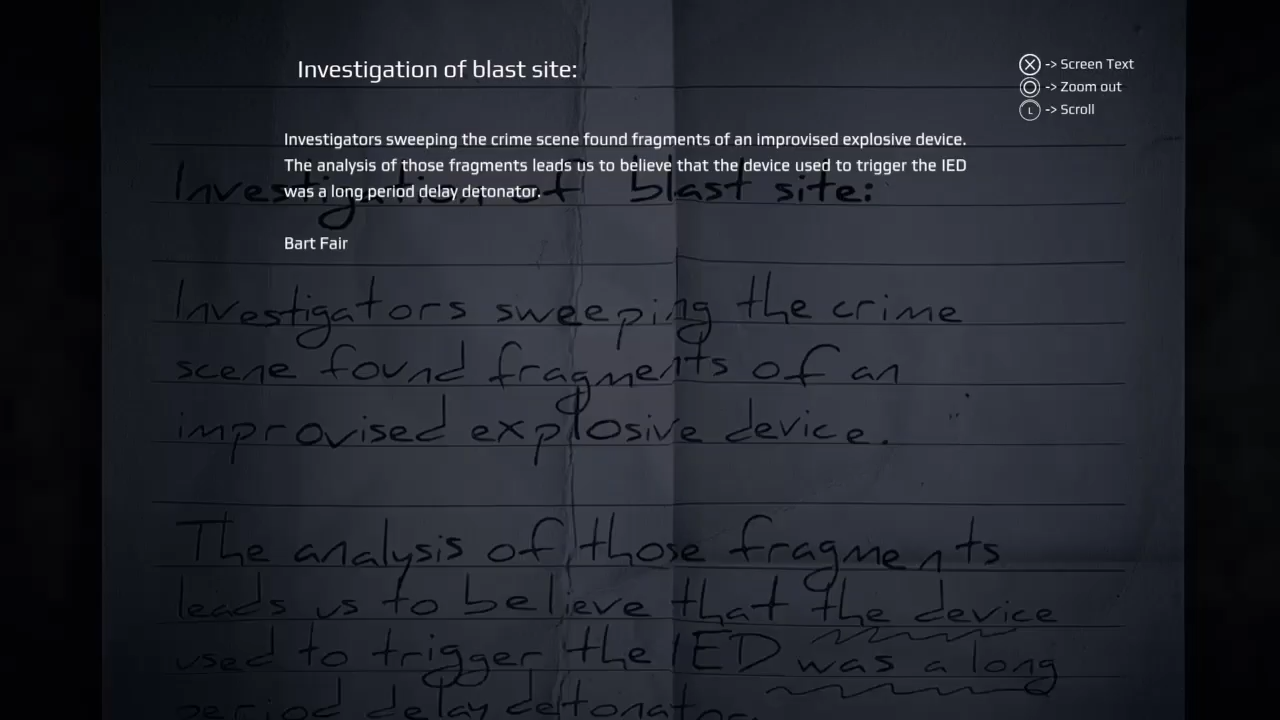 Investigation of blast site:
Ⓧ -> Screen Text
◯ -> Zoom out
L -> Scroll
Investigators sweeping the crime scene found fragments of an improvised explosive device.
The analysis of those fragments leads us to believe that the device used to trigger the IED
was a long period delay detonator.
Bart Fair
Investigation of blast site:
Investigators sweeping the crime
scene found fragments of an
improvised explosive device.
The analysis of those fragments
leads us to believe that the device
used to trigger the IED was a long
period delay detonator.